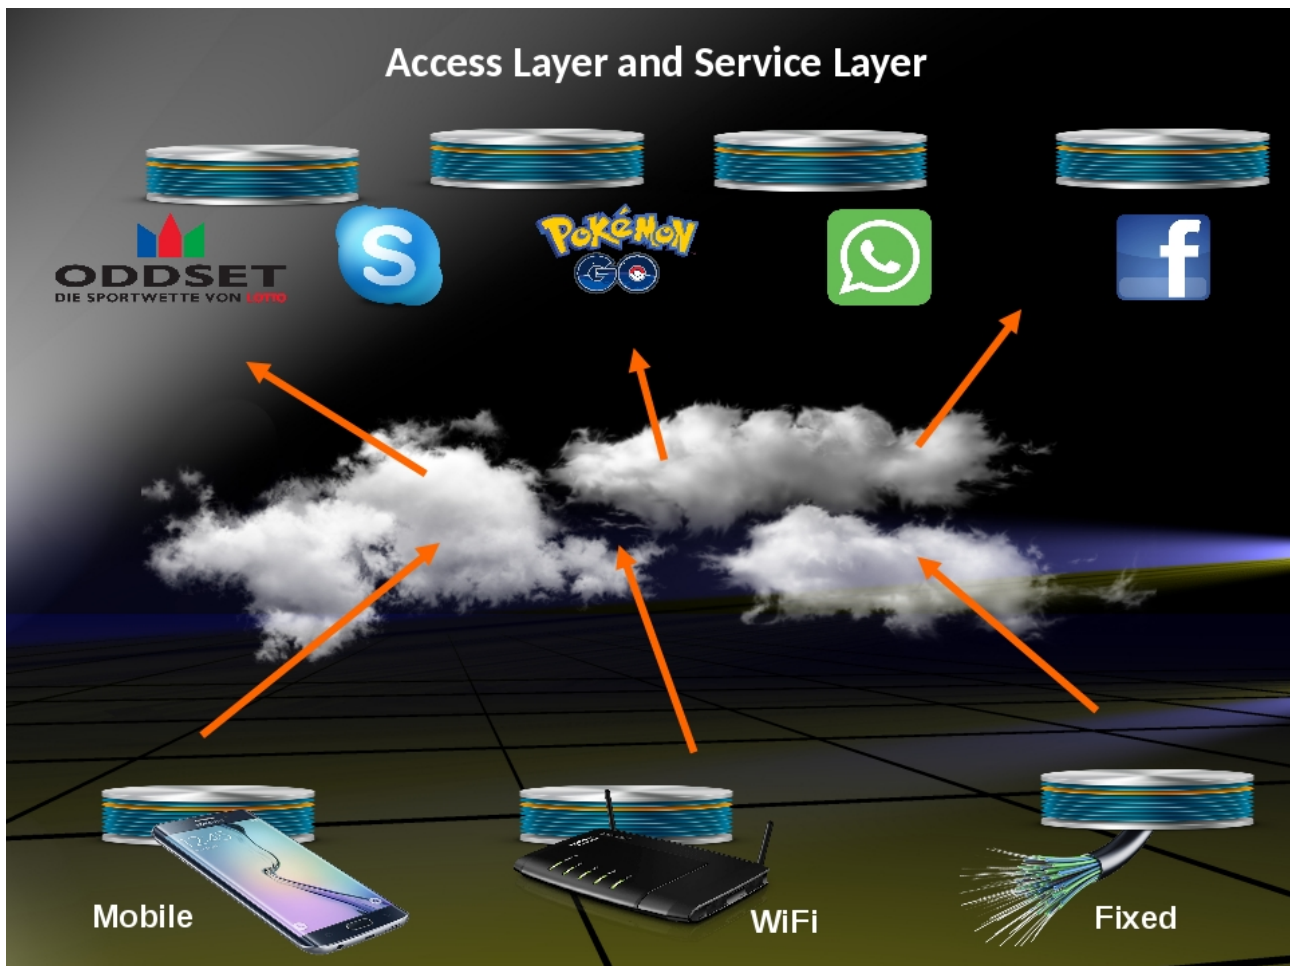 Access Layer and Service Layer
ODDSET
DIE SPORTWETTE VON LOTTO
S
POKéMON
GO
f
Mobile
WiFi
Fixed